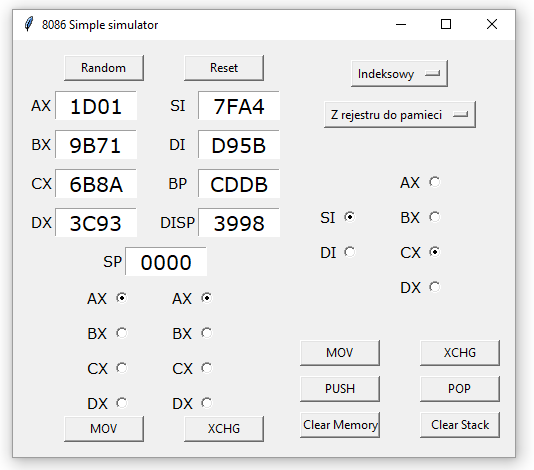 8086 Simple simulator
Random Reset Indeksowy
Z rejestru do pamieci
AX 1D01 SI 7FA4
BX 9B71 DI D95B
CX 6B8A BP CDDB
DX 3C93 DISP 3998
SP 0000
AX
SI BX
DI CX
DX
AX AX
BX BX
CX CX
DX DX
MOV XCHG
MOV XCHG
PUSH POP
Clear Memory Clear Stack